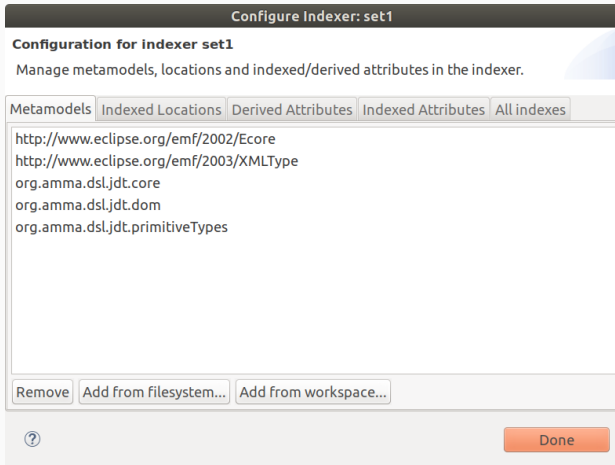 Configure Indexer: set1
Configuration for indexer set1
Manage metamodels, locations and indexed/derived attributes in the indexer.
Metamodels Indexed Locations Derived Attributes Indexed Attributes All indexes
http://www.eclipse.org/emf/2002/Ecore
http://www.eclipse.org/emf/2003/XMLType
org.amma.dsl.jdt.core
org.amma.dsl.jdt.dom
org.amma.dsl.jdt.primitiveTypes
Remove Add from filesystem... Add from workspace...
? Done